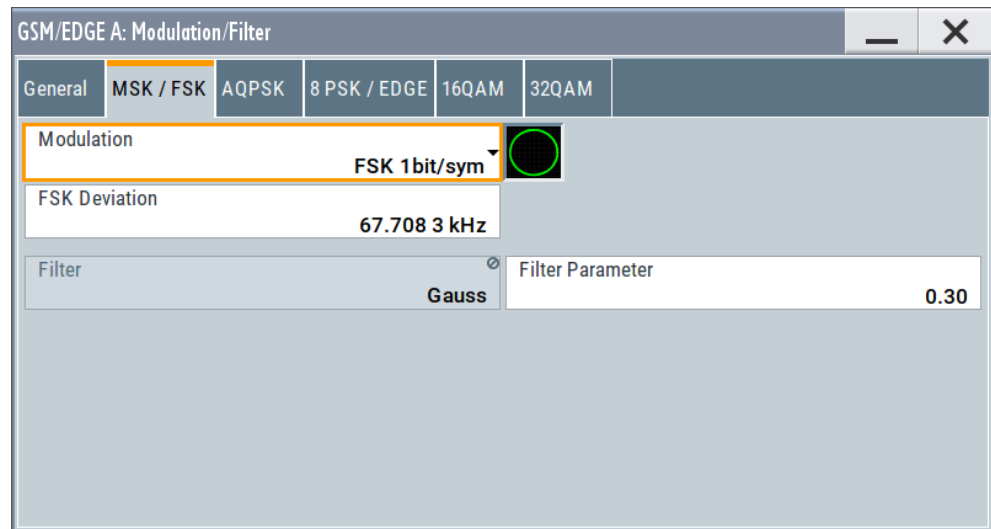 GSM/EDGE A: Modulation/Filter
General MSK / FSK AQPSK 8 PSK / EDGE 16QAM 32QAM
Modulation
FSK 1bit/sym
FSK Deviation
67.708 3 kHz
Filter
Gauss
Filter Parameter
0.30